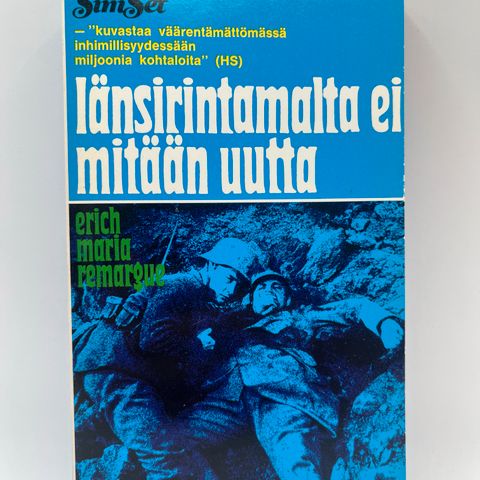 SiniSet
– "kuvastaa väärentämättömässä
inhimillisyydessään
miljoonia kohtaloita" (HS)
länsirintamalta ei
mitään uutta
erich
maria
remarque